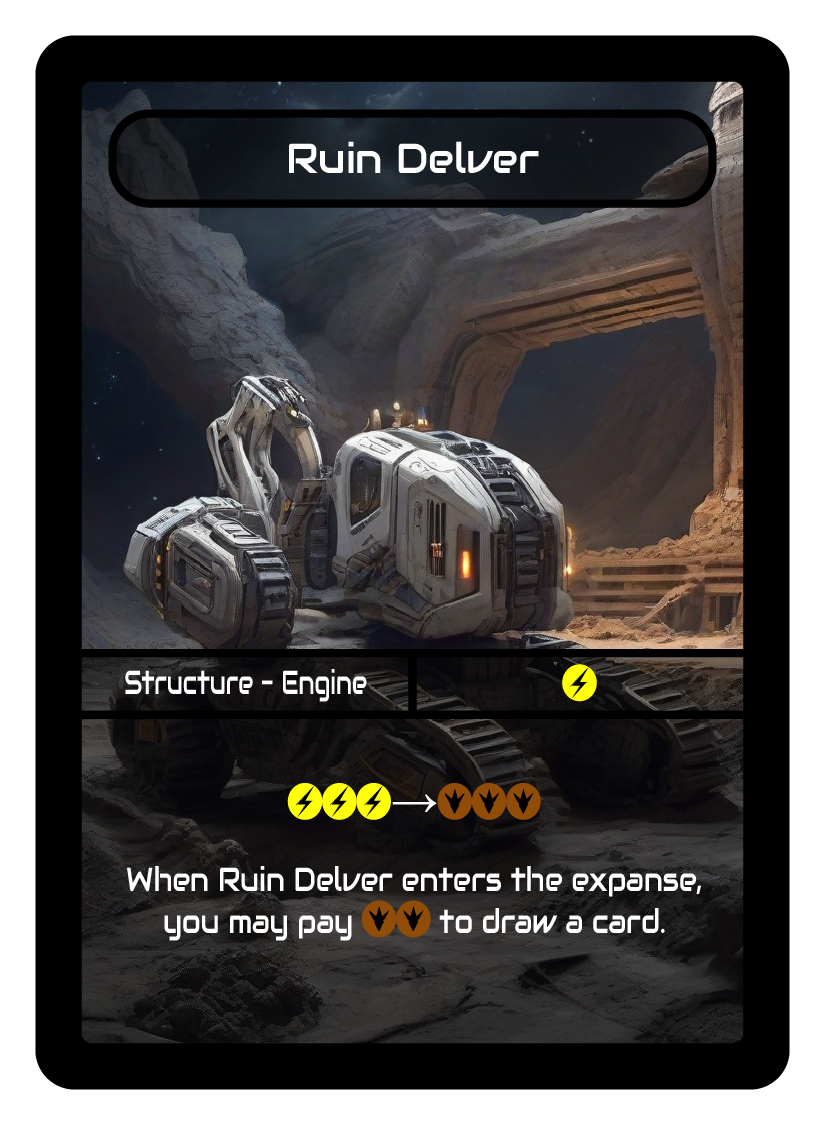 Ruin Delver
Structure - Engine
→
When Ruin Delver enters the expanse,
you may pay to draw a card.